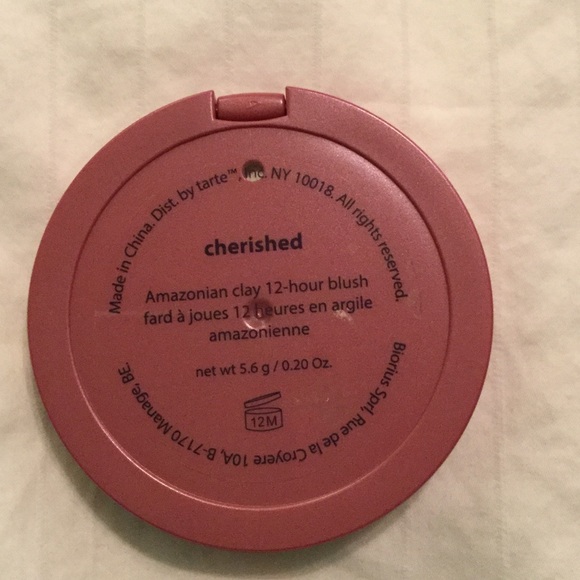 Made in China. Dist. by tarte™, inc. NY 10018. All rights reserved.
cherished
Amazonian clay 12-hour blush
fard à joues 12 heures en argile
amazonienne
net wt 5.6 g / 0.20 Oz.
12M
Biorius Sprl, Rue de la Croyere 10A, B-7170 Manage, BE.